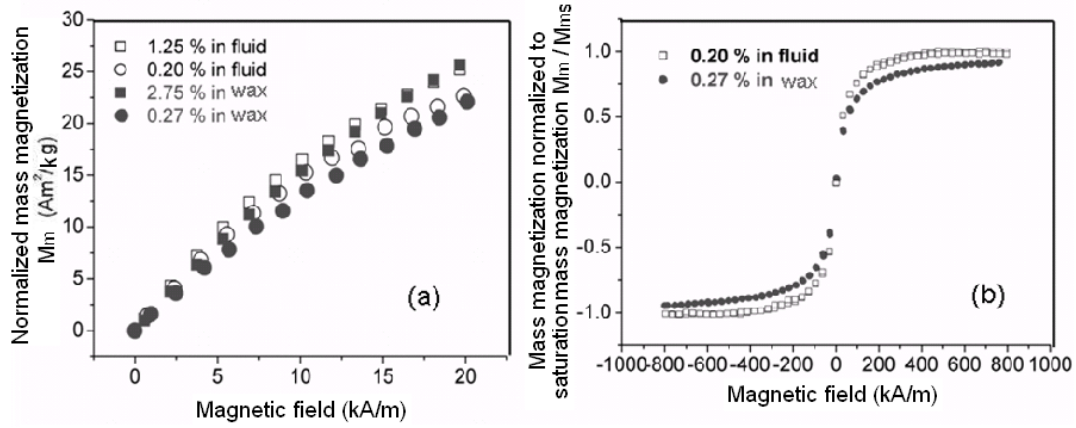 Normalized mass magnetization
Mm (Am²/kg)
30
25
20
15
10
5
0
1.25 % in fluid
0.20 % in fluid
2.75 % in wax
0.27 % in wax
(a)
0 5 10 15 20
Magnetic field (kA/m)
Mass magnetization normalized to
saturation mass magnetization Mm / Mms
1.0
0.5
0.0
-0.5
-1.0
0.20 % in fluid
0.27 % in wax
(b)
-1000 -800 -600 -400 -200 0 200 400 600 800 1000
Magnetic field (kA/m)